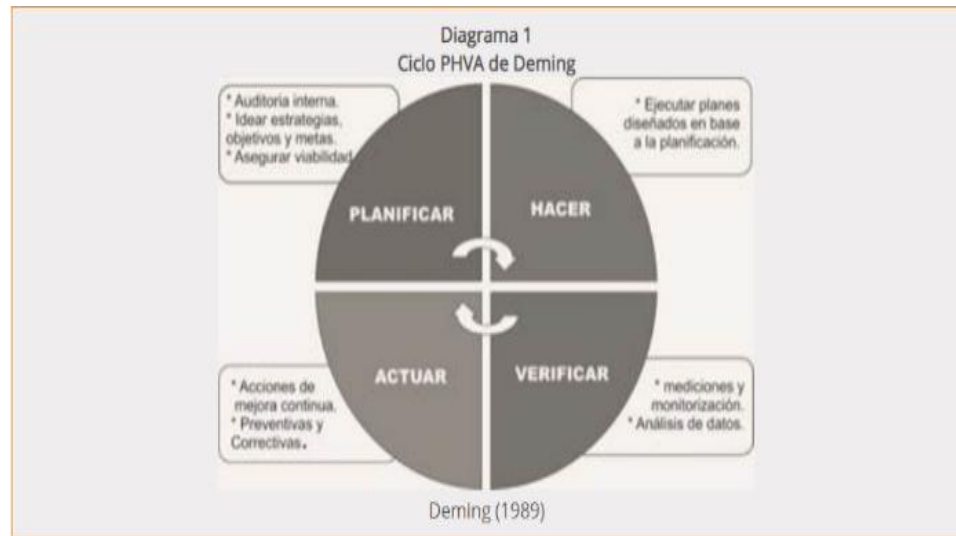 Diagrama 1
Ciclo PHVA de Deming
* Auditoria interna.
* Idear estrategias,
objetivos y metas.
* Asegurar viabilidad
* Ejecutar planes
diseñados en base
a la planificación.
PLANIFICAR
HACER
ACTUAR
VERIFICAR
* Acciones de
mejora continua.
* Preventivas y
Correctivas.
* mediciones y
monitorización.
* Análisis de datos.
Deming (1989)